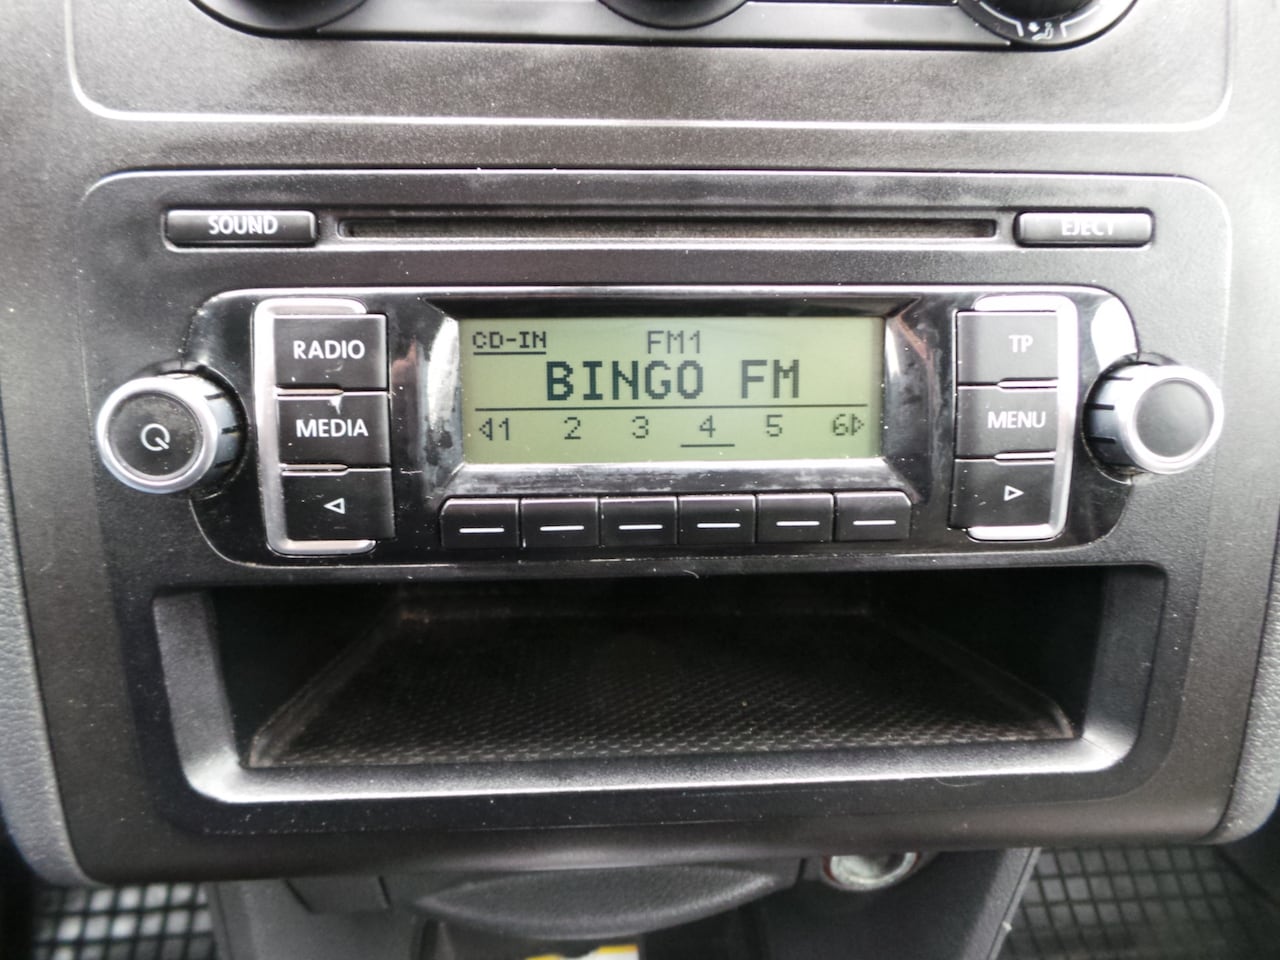 SOUND
EJECT
RADIO
MEDIA
CD-IN FM1
BINGO FM
1 2 3 4 5 6
TP
MENU